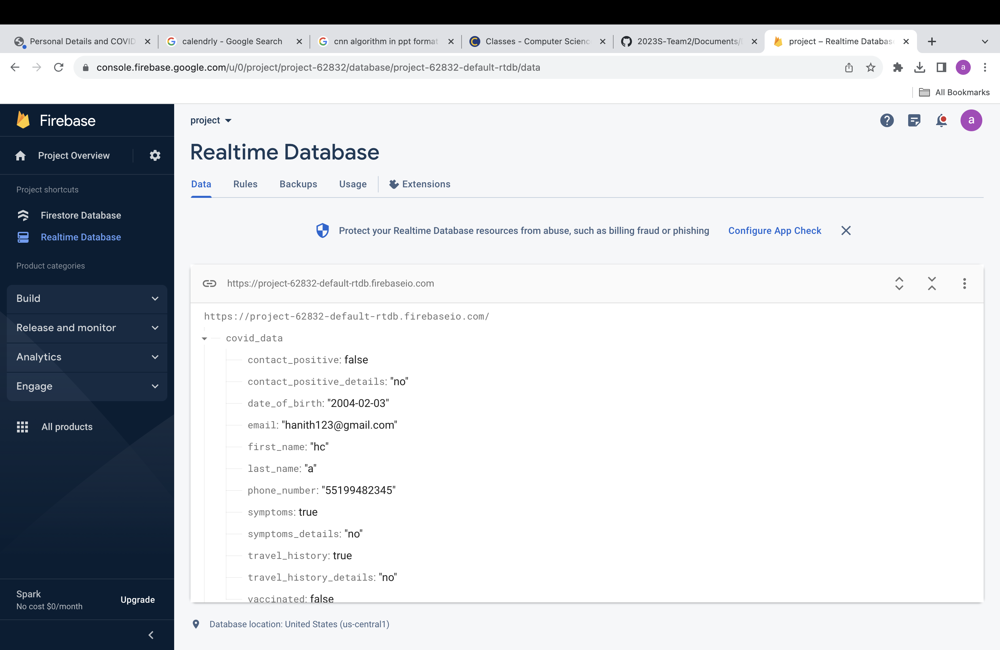 Personal Details and COVID
calendrly - Google Search
cnn algorithm in ppt format
Classes - Computer Science
2023S-Team2/Documents/
project – Realtime Database
console.firebase.google.com/u/0/project/project-62832/database/project-62832-default-rtdb/data
a
All Bookmarks
Firebase
project
a
Project Overview
Realtime Database
Data Rules Backups Usage Extensions
Project shortcuts
Firestore Database
Realtime Database
Protect your Realtime Database resources from abuse, such as billing fraud or phishing Configure App Check
Product categories
Build
Release and monitor
Analytics
Engage
All products
https://project-62832-default-rtdb.firebaseio.com
https://project-62832-default-rtdb.firebaseio.com/
covid_data
contact_positive: false
contact_positive_details: "no"
date_of_birth: "2004-02-03"
email: "hanith123@gmail.com"
first_name: "hc"
last_name: "a"
phone_number: "55199482345"
symptoms: true
symptoms_details: "no"
travel_history: true
travel_history_details: "no"
vaccinated: false
Spark
No cost $0/month
Upgrade
Database location: United States (us-central1)